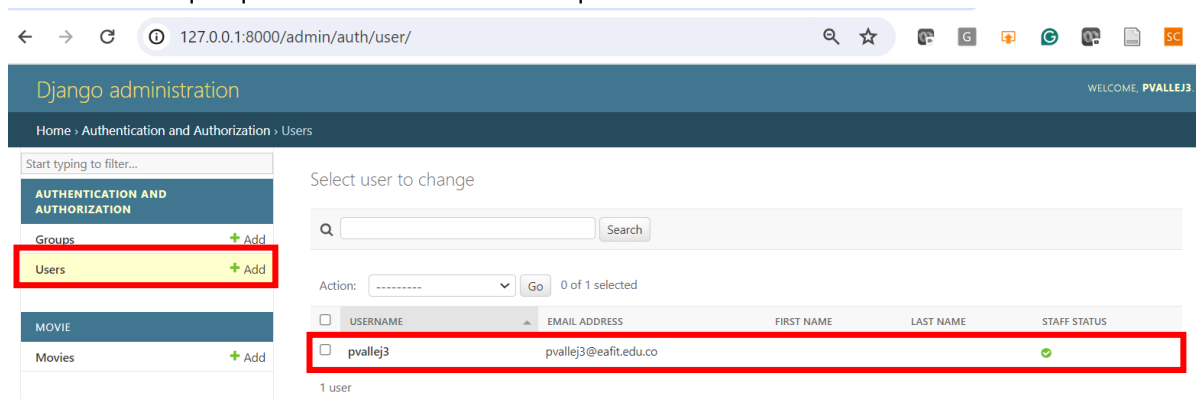 127.0.0.1:8000/admin/auth/user/
G
G
SC
Django administration
WELCOME, PVALLEJ3.
Home › Authentication and Authorization › Users
Start typing to filter...
AUTHENTICATION AND
AUTHORIZATION
Groups + Add
Users + Add
MOVIE
Movies + Add
Select user to change
Search
Action: --------- Go 0 of 1 selected
USERNAME EMAIL ADDRESS FIRST NAME LAST NAME STAFF STATUS
pvallej3 pvallej3@eafit.edu.co
1 user